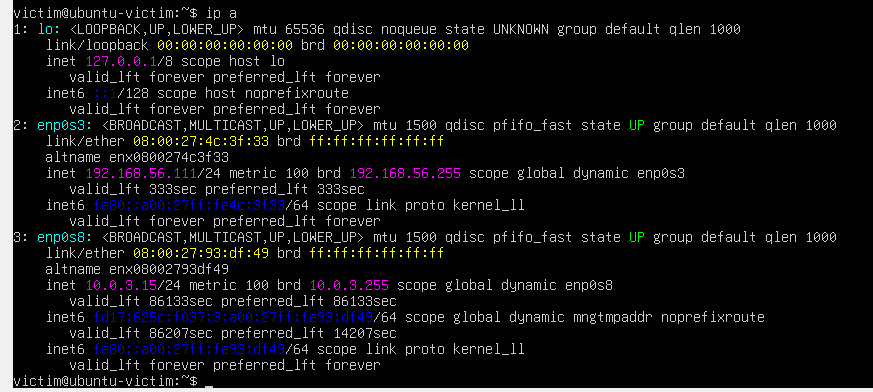 victim@ubuntu-victim:~$ ip a
1: lo: <LOOPBACK,UP,LOWER_UP> mtu 65536 qdisc noqueue state UNKNOWN group default qlen 1000
link/loopback 00:00:00:00:00:00 brd 00:00:00:00:00:00
inet 127.0.0.1/8 scope host lo
valid_lft forever preferred_lft forever
inet6 ::1/128 scope host noprefixroute
valid_lft forever preferred_lft forever
2: enp0s3: <BROADCAST,MULTICAST,UP,LOWER_UP> mtu 1500 qdisc pfifo_fast state UP group default qlen 1000
link/ether 08:00:27:4c:3f:33 brd ff:ff:ff:ff:ff:ff
altname enx0800274c3f33
inet 192.168.56.111/24 metric 100 brd 192.168.56.255 scope global dynamic enp0s3
valid_lft 333sec preferred_lft 333sec
inet6 fe80::a00:27ff:fe4c:3f33/64 scope link proto kernel_ll
valid_lft forever preferred_lft forever
3: enp0s8: <BROADCAST,MULTICAST,UP,LOWER_UP> mtu 1500 qdisc pfifo_fast state UP group default qlen 1000
link/ether 08:00:27:93:df:49 brd ff:ff:ff:ff:ff:ff
altname enx08002793df49
inet 10.0.3.15/24 metric 100 brd 10.0.3.255 scope global dynamic enp0s8
valid_lft 86133sec preferred_lft 86133sec
inet6 fd17:625c:f037:3:a00:27ff:fe93:df49/64 scope global dynamic mngtmpaddr noprefixroute
valid_lft 86207sec preferred_lft 14207sec
inet6 fe80::a00:27ff:fe93:df49/64 scope link proto kernel_ll
valid_lft forever preferred_lft forever
victim@ubuntu-victim:~$ _